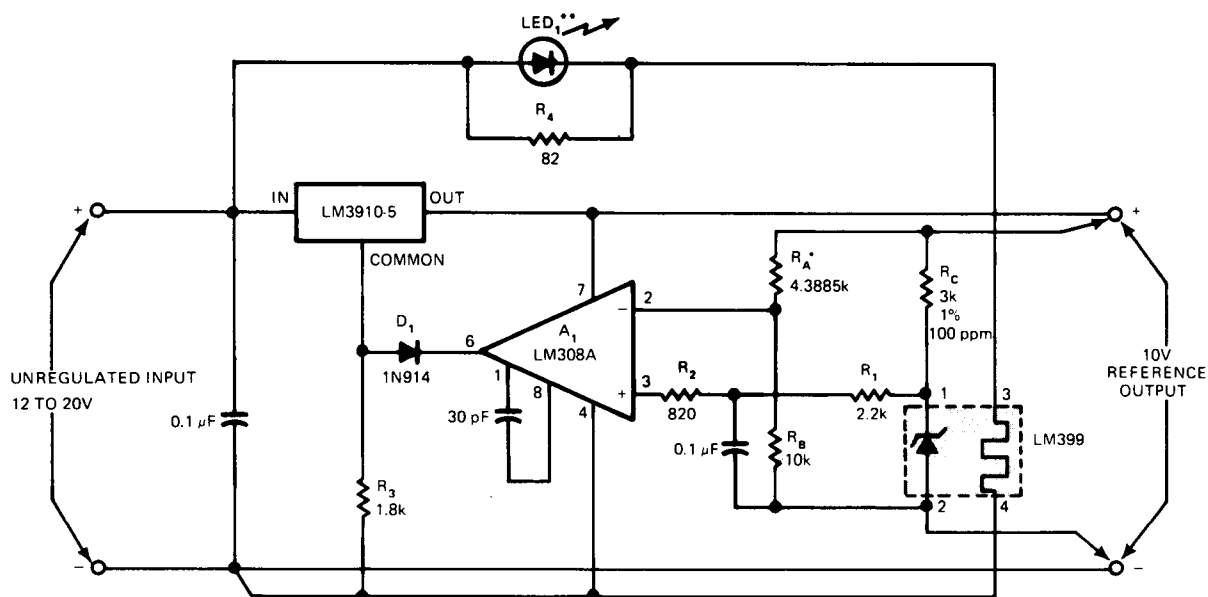 LED1**
R4
82
IN
LM3910-5
OUT
COMMON
+
+
RA*
4.3885k
RC
3k
1%
100 ppm
7
2
−
D1
6
A1
LM308A
1N914
1
8
4
+
3
R2
820
R1
2.2k
1
3
UNREGULATED INPUT
12 TO 20V
10V
REFERENCE
OUTPUT
0.1 µF
30 pF
0.1 µF
RB
10k
LM399
R3
1.8k
2
4
−
−